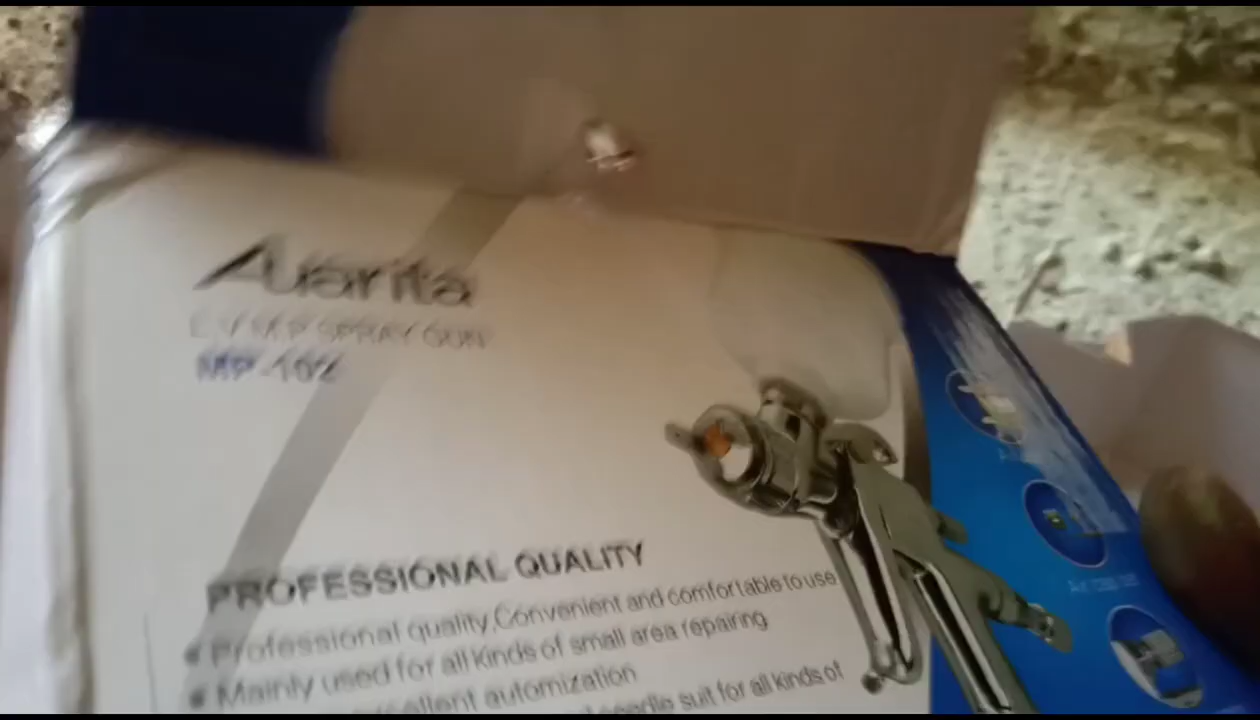 Auarita
L.V.M.P SPRAY GUN
MP-102
PROFESSIONAL QUALITY
Professional quality,Convenient and comfortable to use
Mainly used for all kinds of small area repairing
excellent automization
needle suit for all kinds of